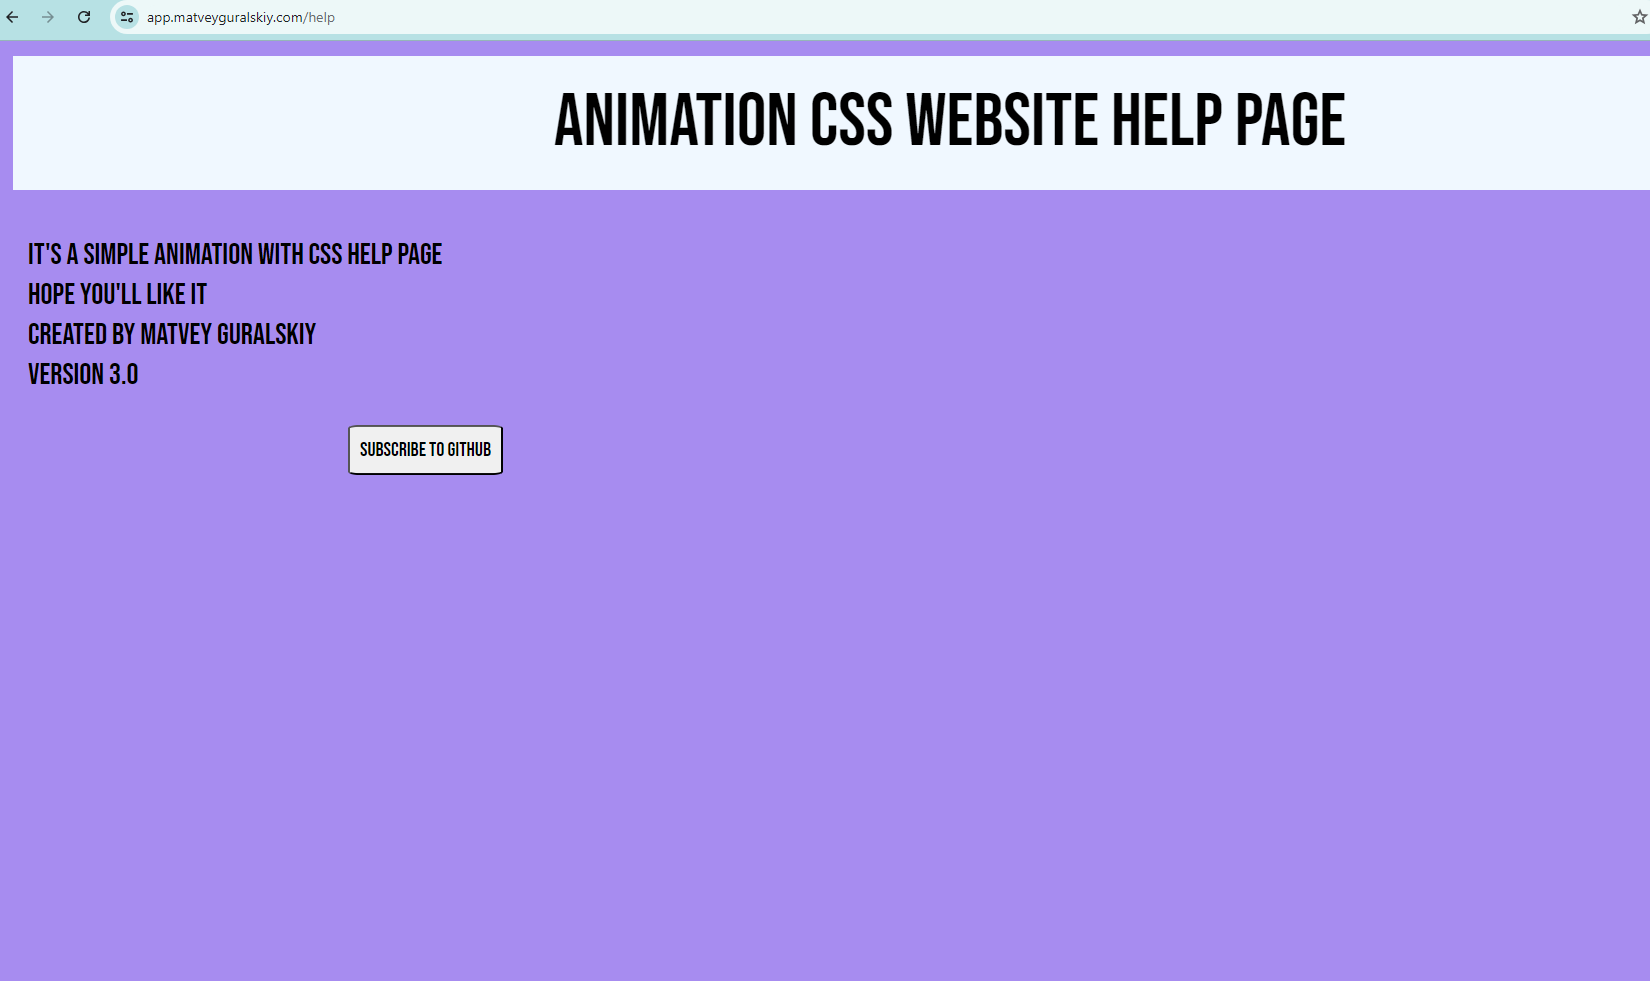 app.matveyguralskiy.com/help
ANIMATION CSS WEBSITE HELP PAGE
IT'S A SIMPLE ANIMATION WITH CSS HELP PAGE
HOPE YOU'LL LIKE IT
CREATED BY MATVEY GURALSKIY
VERSION 3.0
SUBSCRIBE TO GITHUB